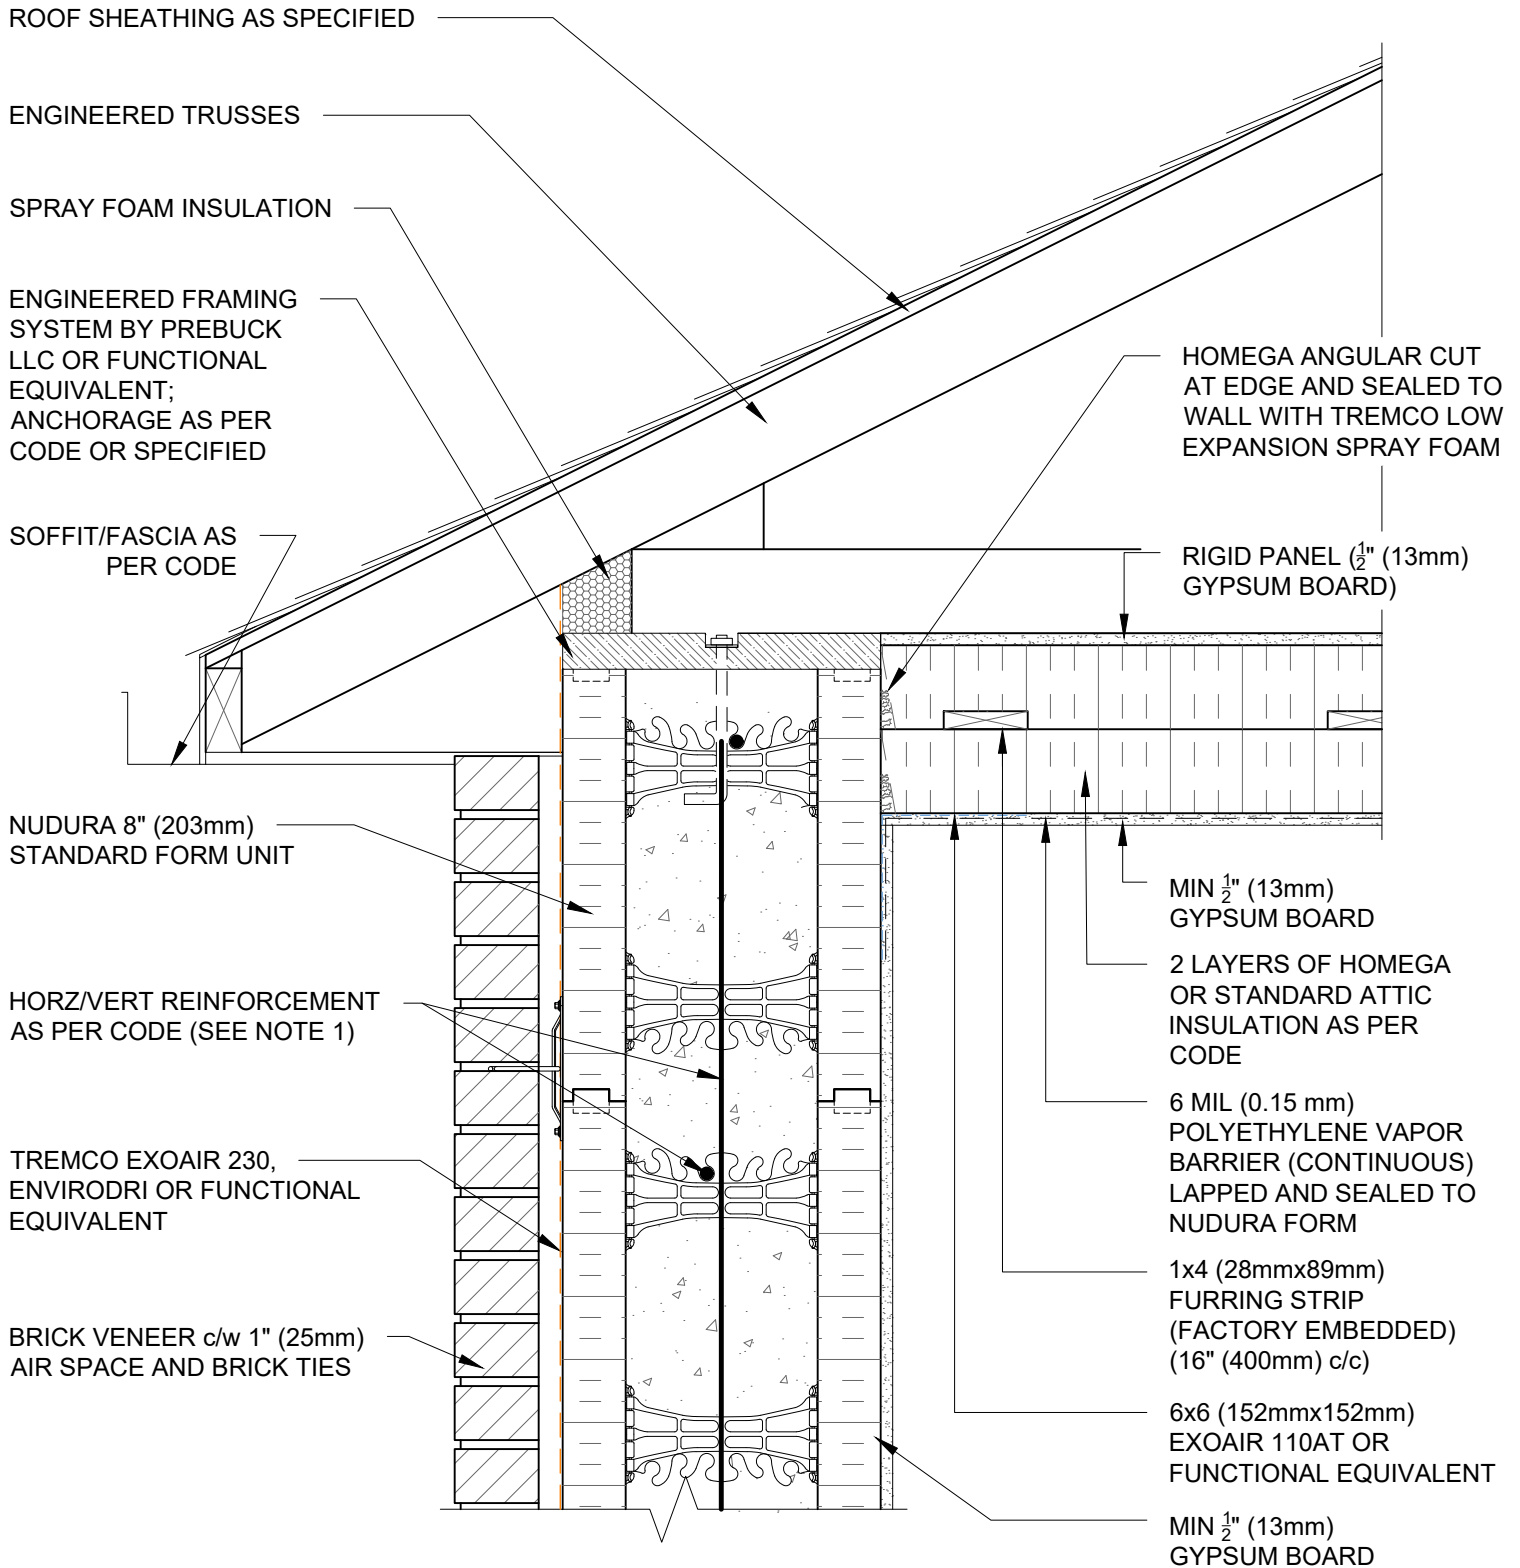 ROOF SHEATHING AS SPECIFIED
ENGINEERED TRUSSES
SPRAY FOAM INSULATION
ENGINEERED FRAMING
SYSTEM BY PREBUCK
LLC OR FUNCTIONAL
EQUIVALENT;
ANCHORAGE AS PER
CODE OR SPECIFIED
SOFFIT/FASCIA AS
PER CODE
NUDURA 8" (203mm)
STANDARD FORM UNIT
HORZ/VERT REINFORCEMENT
AS PER CODE (SEE NOTE 1)
TREMCO EXOAIR 230,
ENVIRODRI OR FUNCTIONAL
EQUIVALENT
BRICK VENEER c/w 1" (25mm)
AIR SPACE AND BRICK TIES
HOMEGA ANGULAR CUT
AT EDGE AND SEALED TO
WALL WITH TREMCO LOW
EXPANSION SPRAY FOAM
RIGID PANEL (1/2" (13mm)
GYPSUM BOARD)
MIN 1/2" (13mm)
GYPSUM BOARD
2 LAYERS OF HOMEGA
OR STANDARD ATTIC
INSULATION AS PER
CODE
6 MIL (0.15 mm)
POLYETHYLENE VAPOR
BARRIER (CONTINUOUS)
LAPPED AND SEALED TO
NUDURA FORM
1x4 (28mmx89mm)
FURRING STRIP
(FACTORY EMBEDDED)
(16" (400mm) c/c)
6x6 (152mmx152mm)
EXOAIR 110AT OR
FUNCTIONAL EQUIVALENT
MIN 1/2" (13mm)
GYPSUM BOARD